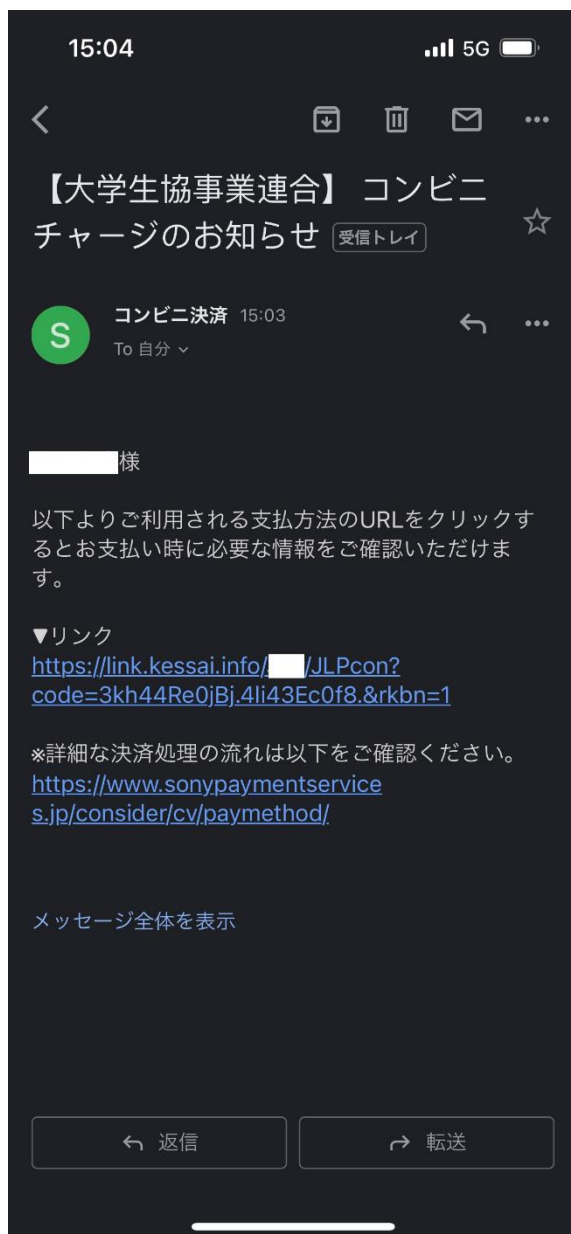 15:04
5G
【大学生協事業連合】 コンビニ
チャージのお知らせ 受信トレイ
S
コンビニ決済 15:03
To 自分
様
以下よりご利用される支払方法のURLをクリックす
るとお支払い時に必要な情報をご確認いただけま
す。
▼リンク
https://link.kessai.info/ /JLPcon?
code=3kh44Re0jBj.4li43Ec0f8.&rkbn=1
※詳細な決済処理の流れは以下をご確認ください。
https://www.sonypaymentservice
s.jp/consider/cv/paymethod/
メッセージ全体を表示
返信
転送